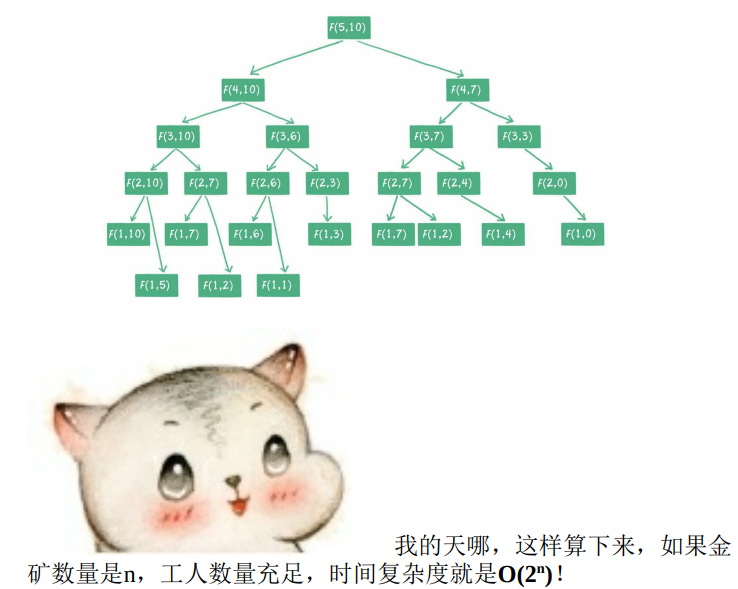 F(5,10)
F(4,10) F(4,7)
F(3,10) F(3,6) F(3,7) F(3,3)
F(2,10) F(2,7) F(2,6) F(2,3) F(2,7) F(2,4) F(2,0)
F(1,10) F(1,7) F(1,6) F(1,3) F(1,7) F(1,2) F(1,4) F(1,0)
F(1,5) F(1,2) F(1,1)
我的天哪，这样算下来，如果金
矿数量是n，工人数量充足，时间复杂度就是O(2ⁿ)！